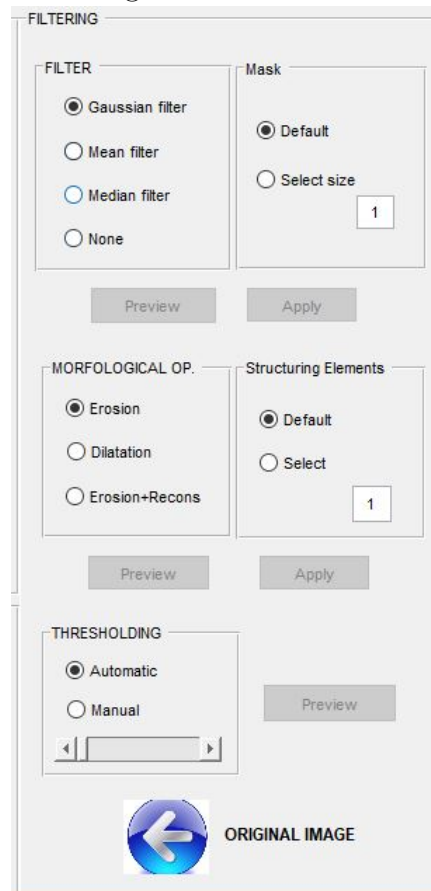 FILTERING
FILTER
Mask
Gaussian filter
Default
Mean filter
Select size
Median filter
1
None
Preview
Apply
MORFOLOGICAL OP.
Structuring Elements
Erosion
Default
Dilatation
Select
Erosion+Recons
1
Preview
Apply
THRESHOLDING
Automatic
Manual
Preview
ORIGINAL IMAGE